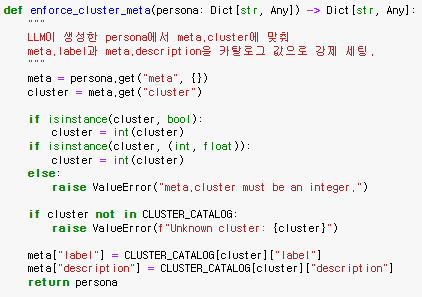 def enforce_cluster_meta(persona: Dict[str, Any]) -> Dict[str, Any]:
    """
    LLM이 생성한 persona에서 meta.cluster에 맞춰
    meta.label과 meta.description을 카탈로그 값으로 강제 세팅.
    """
    meta = persona.get("meta", {})
    cluster = meta.get("cluster")

    if isinstance(cluster, bool):
        cluster = int(cluster)
    if isinstance(cluster, (int, float)):
        cluster = int(cluster)
    else:
        raise ValueError("meta.cluster must be an integer.")

    if cluster not in CLUSTER_CATALOG:
        raise ValueError(f"Unknown cluster: {cluster}")

    meta["label"] = CLUSTER_CATALOG[cluster]["label"]
    meta["description"] = CLUSTER_CATALOG[cluster]["description"]
    return persona